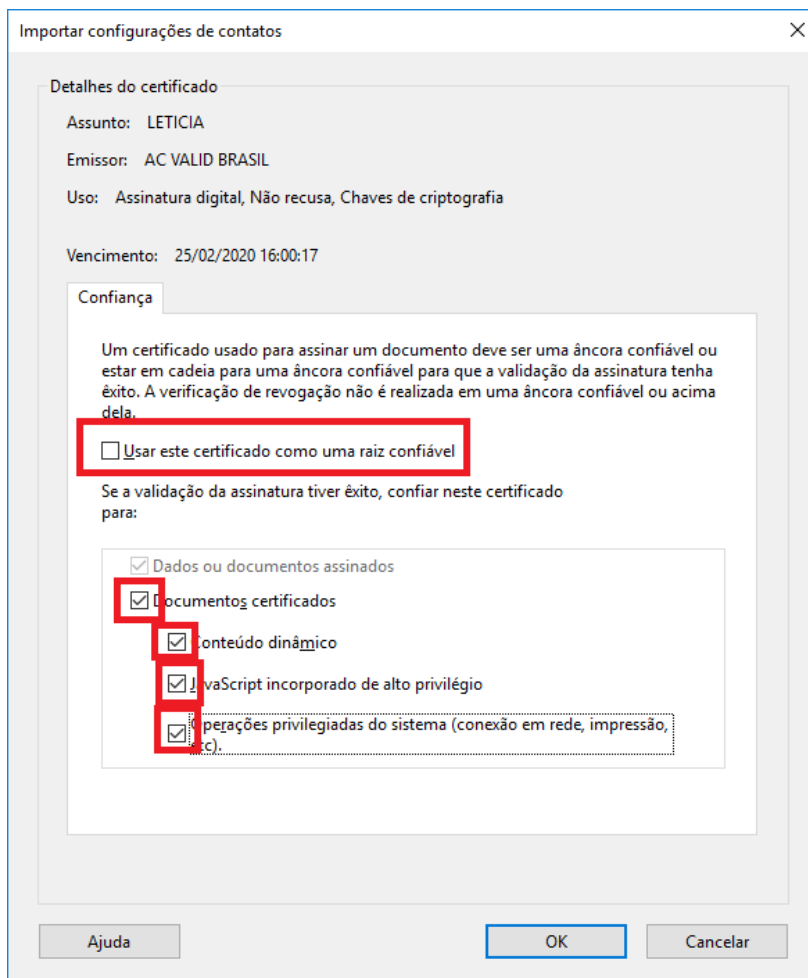 Importar configurações de contatos
Detalhes do certificado
Assunto: LETICIA
Emissor: AC VALID BRASIL
Uso: Assinatura digital, Não recusa, Chaves de criptografia
Vencimento: 25/02/2020 16:00:17
Confiança
Um certificado usado para assinar um documento deve ser uma âncora confiável ou
estar em cadeia para uma âncora confiável para que a validação da assinatura tenha
êxito. A verificação de revogação não é realizada em uma âncora confiável ou acima
dela.
Usar este certificado como uma raiz confiável
Se a validação da assinatura tiver êxito, confiar neste certificado
para:
Dados ou documentos assinados
Documentos certificados
Conteúdo dinâmico
JavaScript incorporado de alto privilégio
Operações privilegiadas do sistema (conexão em rede, impressão,
etc).
Ajuda
OK
Cancelar